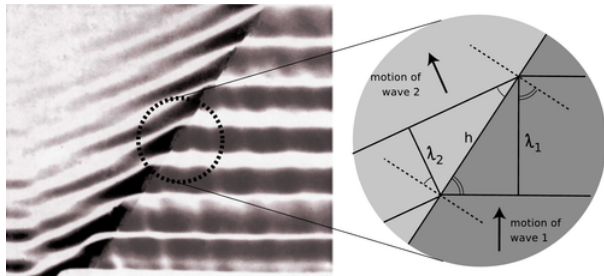 motion of
wave 2
h
λ₁
λ₂
motion of
wave 1